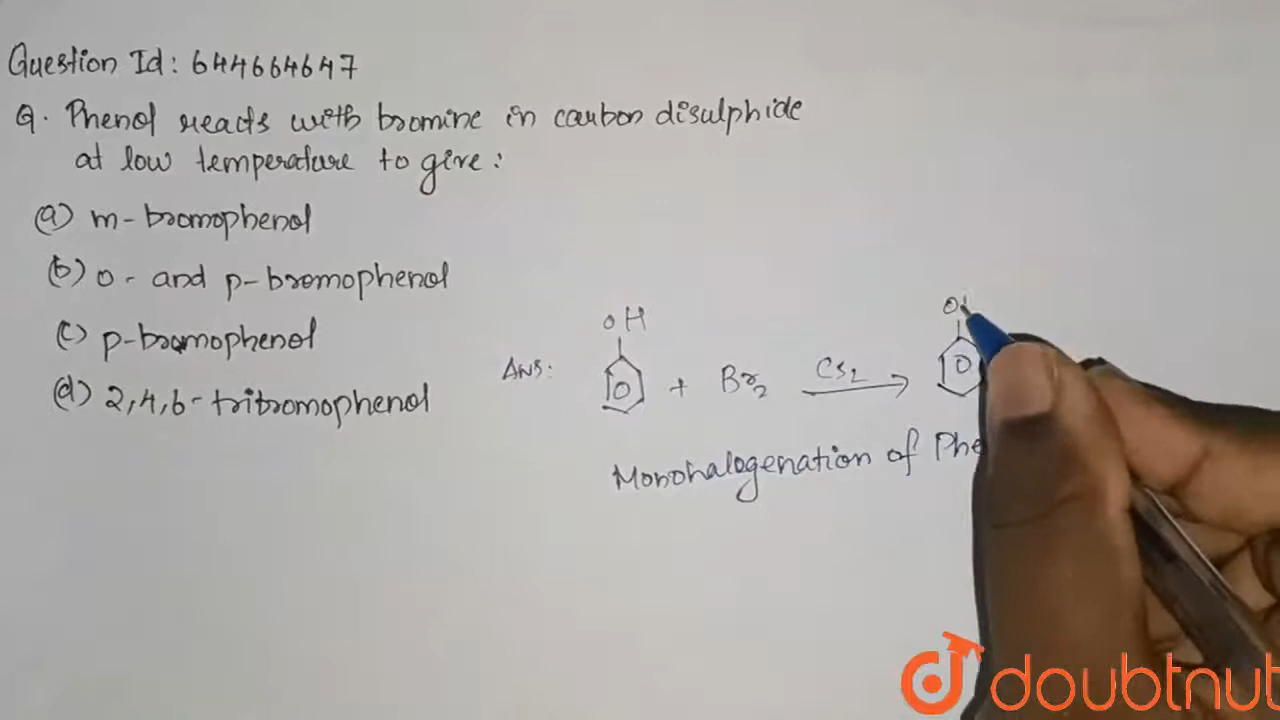 Question Id: 644664647
Q. Phenol reacts with bromine in carbon disulphide
at low temperature to give:
(a) m-bromophenol
(b) o- and p-bromophenol
(c) p-bromophenol
(d) 2,4,6-tribromophenol
Ans:
OH
+ Br2
CS2
Monohalogenation of
doubtnut